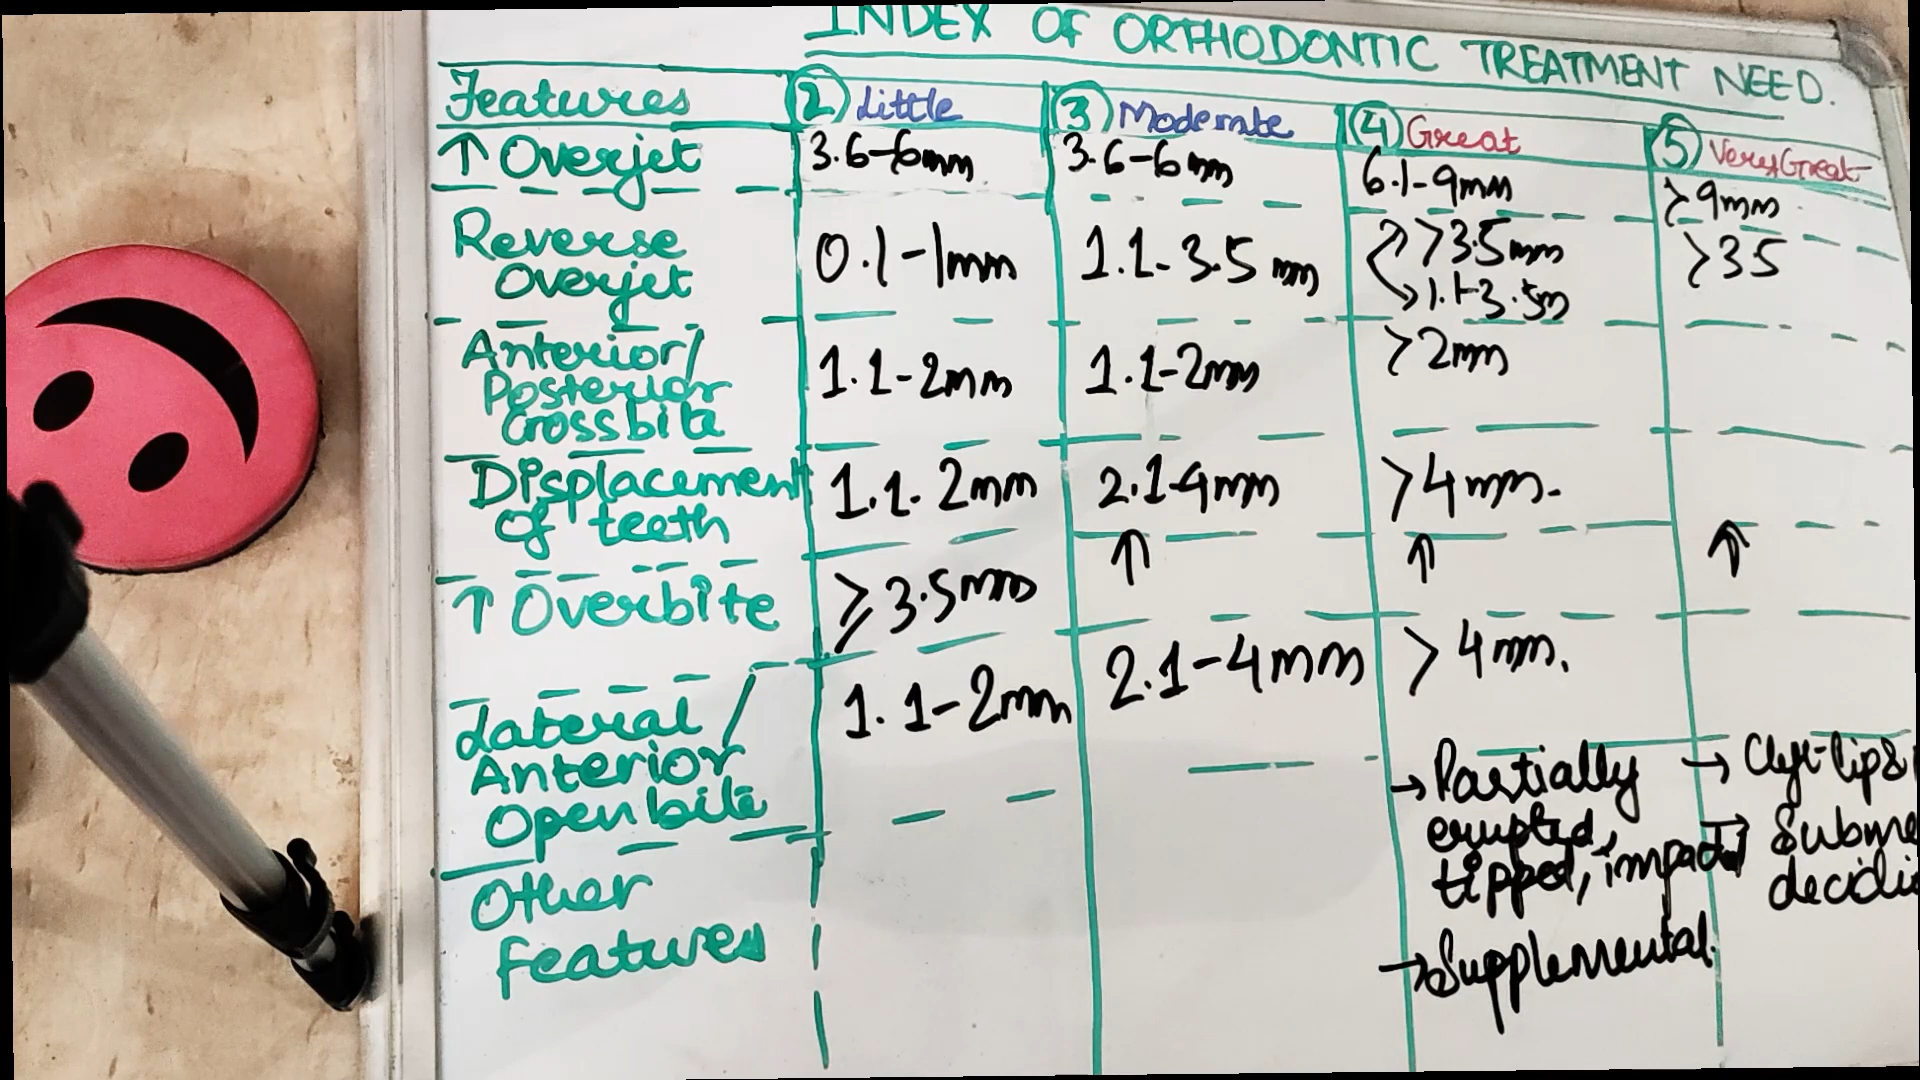 INDEX OF ORTHODONTIC TREATMENT NEED.
Features ② Little ③ Moderate ④ Great ⑤ Very Great
↑ Overjet 3.6-6mm 3.6-6mm 6.1-9mm >9mm
Reverse Overjet 0.1-1mm 1.1-3.5mm >3.5mm >3.5
1.1-3.5m
Anterior/ Posterior Crossbite 1.1-2mm 1.1-2mm >2mm
Displacement of teeth 1.1.2mm 2.1-4mm >4mm.
↑ Overbite ≥3.5mm ↑ ↑ ↑
Lateral/ Anterior Openbite 1.1-2mm 2.1-4mm >4mm.
Other features
→ Partially
erupted,
tipped, impacted
→ Supplemental.
→ Cleft lip &
→ Subme
decidu